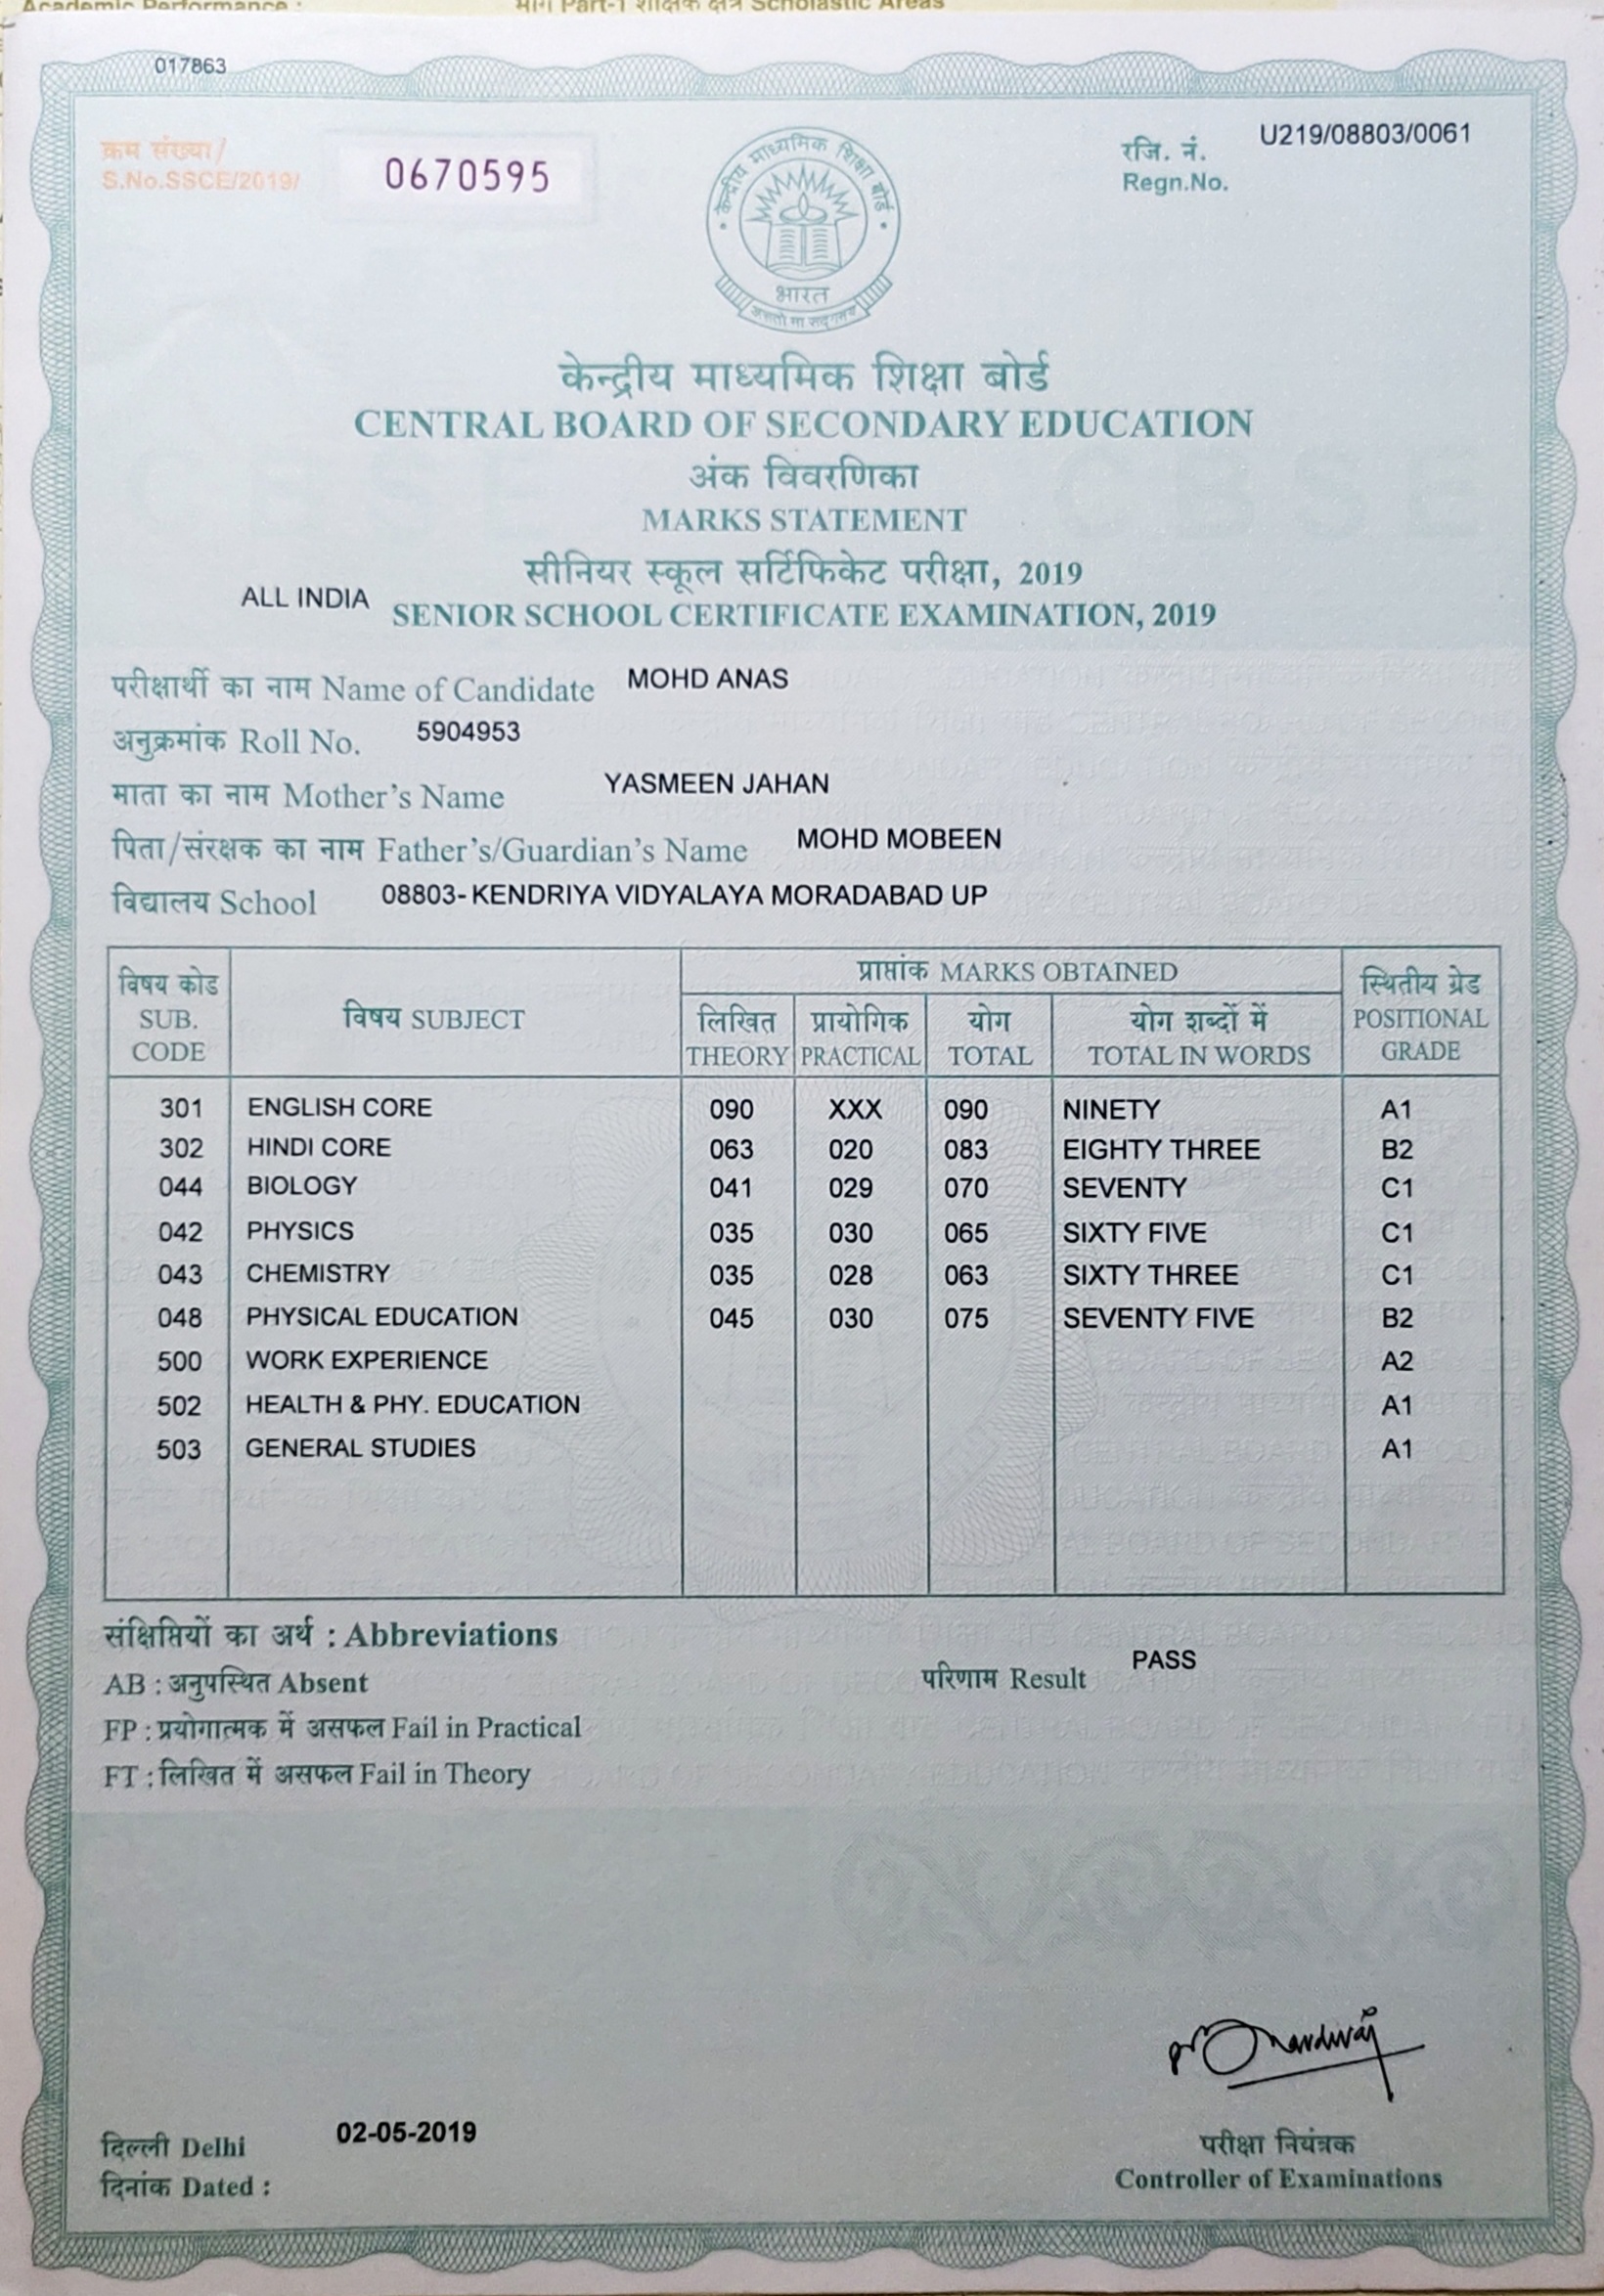 017863
क्रम संख्या/
S.No.SSCE/2019/
0670595
रजि. नं.
Regn.No.
U219/08803/0061
केन्द्रीय माध्यमिक शिक्षा बोर्ड
भारत
असतो मा सद्गमय
केन्द्रीय माध्यमिक शिक्षा बोर्ड
CENTRAL BOARD OF SECONDARY EDUCATION
अंक विवरणिका
MARKS STATEMENT
सीनियर स्कूल सर्टिफिकेट परीक्षा, 2019
ALL INDIA SENIOR SCHOOL CERTIFICATE EXAMINATION, 2019
परीक्षार्थी का नाम Name of Candidate MOHD ANAS
अनुक्रमांक Roll No. 5904953
माता का नाम Mother's Name YASMEEN JAHAN
पिता/संरक्षक का नाम Father's/Guardian's Name MOHD MOBEEN
विद्यालय School 08803- KENDRIYA VIDYALAYA MORADABAD UP
विषय कोड SUB. CODE विषय SUBJECT प्राप्तांक MARKS OBTAINED स्थितीय ग्रेड POSITIONAL GRADE
लिखित THEORY प्रायोगिक PRACTICAL योग TOTAL योग शब्दों में TOTAL IN WORDS
301 ENGLISH CORE 090 XXX 090 NINETY A1
302 HINDI CORE 063 020 083 EIGHTY THREE B2
044 BIOLOGY 041 029 070 SEVENTY C1
042 PHYSICS 035 030 065 SIXTY FIVE C1
043 CHEMISTRY 035 028 063 SIXTY THREE C1
048 PHYSICAL EDUCATION 045 030 075 SEVENTY FIVE B2
500 WORK EXPERIENCE A2
502 HEALTH & PHY. EDUCATION A1
503 GENERAL STUDIES A1
संक्षिप्तियों का अर्थ : Abbreviations
AB : अनुपस्थित Absent
परिणाम Result PASS
FP : प्रयोगात्मक में असफल Fail in Practical
FT : लिखित में असफल Fail in Theory
दिल्ली Delhi
दिनांक Dated : 02-05-2019
परीक्षा नियंत्रक
Controller of Examinations